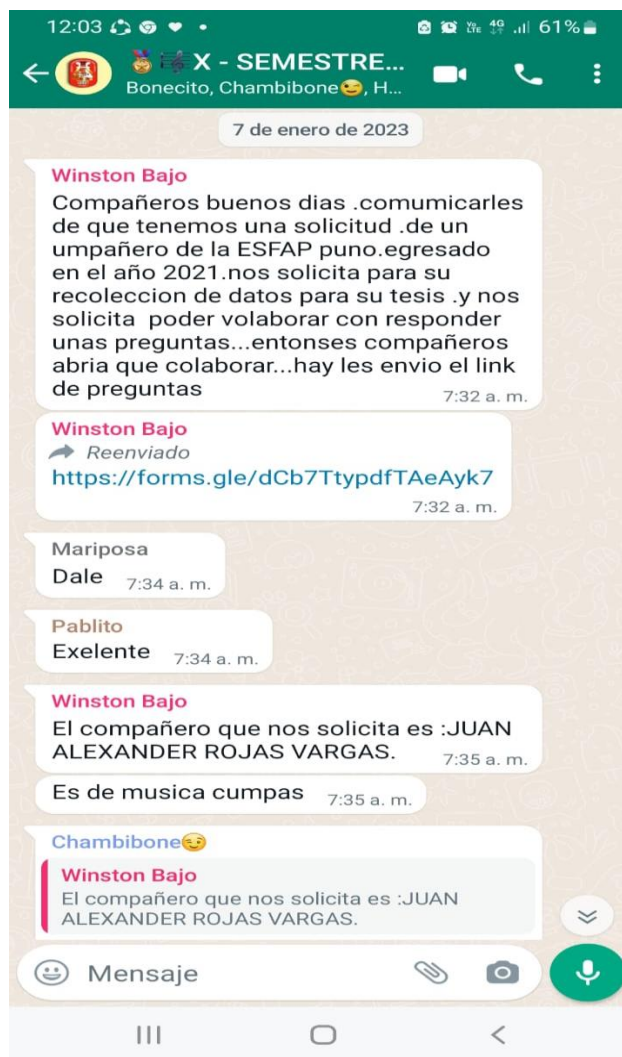 12:03
Vo LTE 4G 61%
X - SEMESTRE...
Bonecito, Chambibone😉, H...
7 de enero de 2023
Winston Bajo
Compañeros buenos dias .comumicarles
de que tenemos una solicitud .de un
umpañero de la ESFAP puno.egresado
en el año 2021.nos solicita para su
recoleccion de datos para su tesis .y nos
solicita poder volaborar con responder
unas preguntas...entonses compañeros
abria que colaborar...hay les envio el link
de preguntas
7:32 a. m.
Winston Bajo
Reenviado
https://forms.gle/dCb7TtypdfTAeAyk7
7:32 a. m.
Mariposa
Dale 7:34 a. m.
Pablito
Exelente 7:34 a. m.
Winston Bajo
El compañero que nos solicita es :JUAN
ALEXANDER ROJAS VARGAS. 7:35 a. m.
Es de musica cumpas 7:35 a. m.
Chambibone😏
Winston Bajo
El compañero que nos solicita es :JUAN
ALEXANDER ROJAS VARGAS.
Mensaje